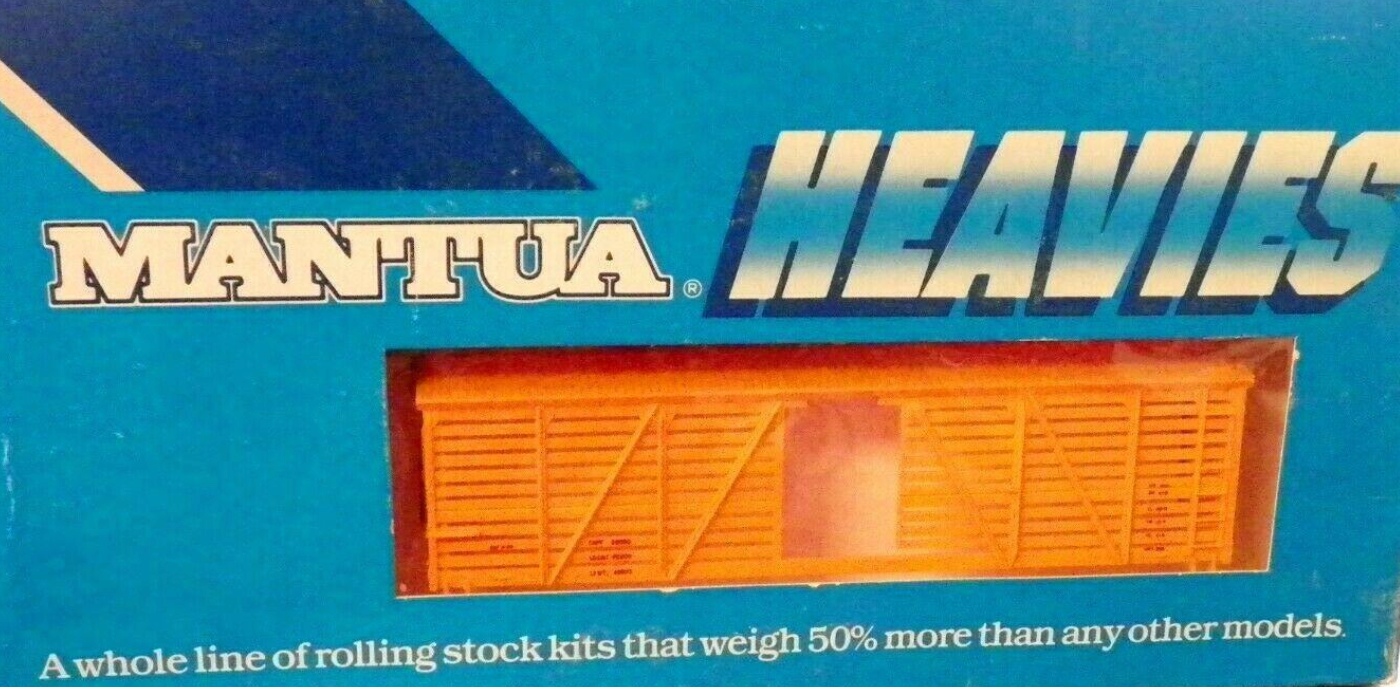 MANTUA® HEAVIES
A whole line of rolling stock kits that weigh 50% more than any other models.